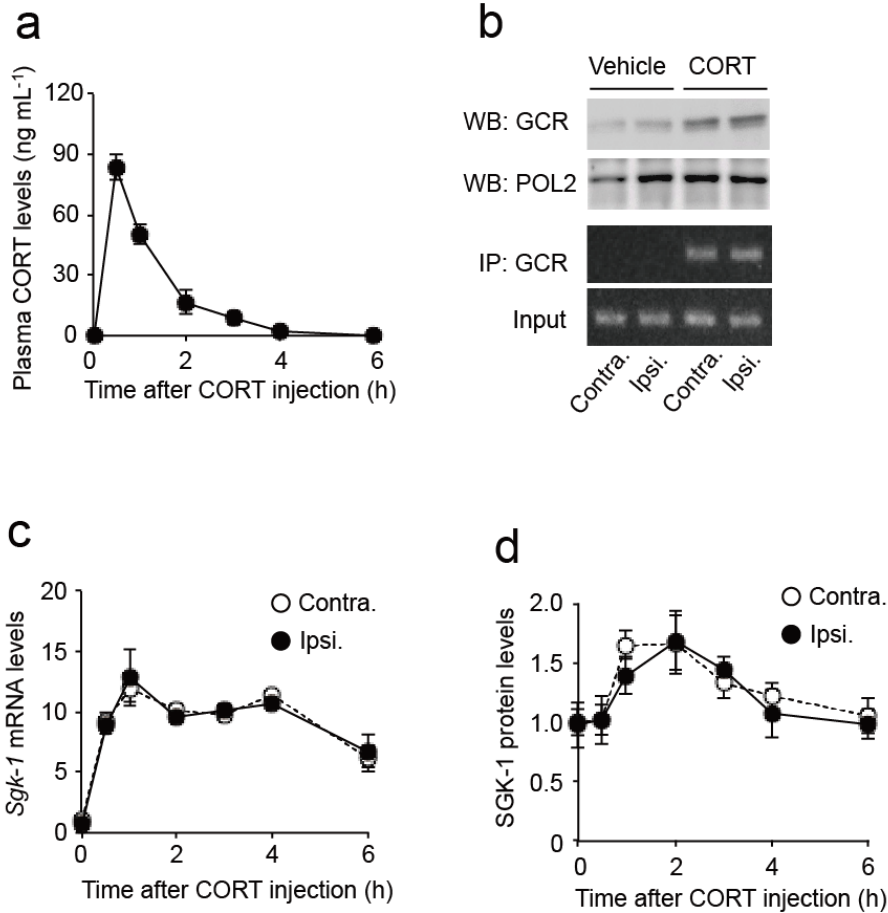 a
Plasma CORT levels (ng mL⁻¹)
120
90
60
30
0
0 2 4 6
Time after CORT injection (h)
b
Vehicle CORT
WB: GCR
WB: POL2
IP: GCR
Input
Contra. Ipsi. Contra. Ipsi.
c
Sgk-1 mRNA levels
20
15
10
5
0
Contra.
Ipsi.
0 2 4 6
Time after CORT injection (h)
d
SGK-1 protein levels
2.0
1.5
1.0
0.5
0
Contra.
Ipsi.
0 2 4 6
Time after CORT injection (h)